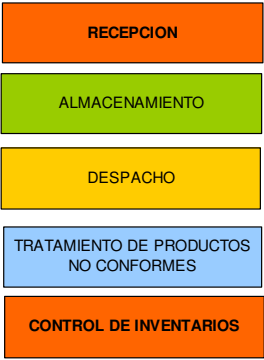 RECEPCION
ALMACENAMIENTO
DESPACHO
TRATAMIENTO DE PRODUCTOS
NO CONFORMES
CONTROL DE INVENTARIOS